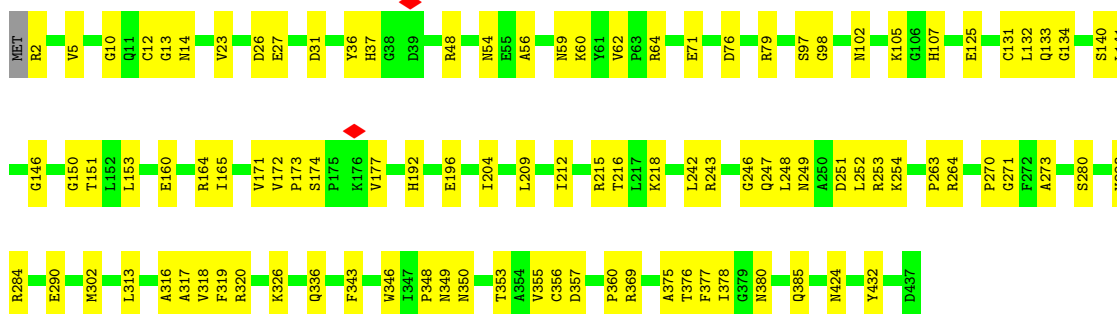 MET R2 V5 G10 Q11 C12 G13 N14 V23 D26 E27 D31 Y36 H37 G38 D39 R48 N54 E55 A56 N59 K60 Y61 V62 P63 R64 E71 D76 R79 S97 G98 N102 K105 G106 H107 E125 C131 L132 Q133 G134 S140
G146 G150 T151 L152 L153 E160 R164 I165 V171 V172 P173 S174 P175 K176 V177 H192 E196 I204 L209 I212 R215 T216 L217 K218 L242 R243 G246 Q247 L248 N249 A250 D251 L252 R253 K254 P263 R264 P270 G271 F272 A273 S280
R284 E290 M302 L313 A316 A317 V318 F319 R320 K326 Q336 F343 W346 I347 P348 N349 N350 T353 A354 V355 C356 D357 P360 R369 A375 T376 F377 I378 G379 N380 Q385 N424 Y432 D437